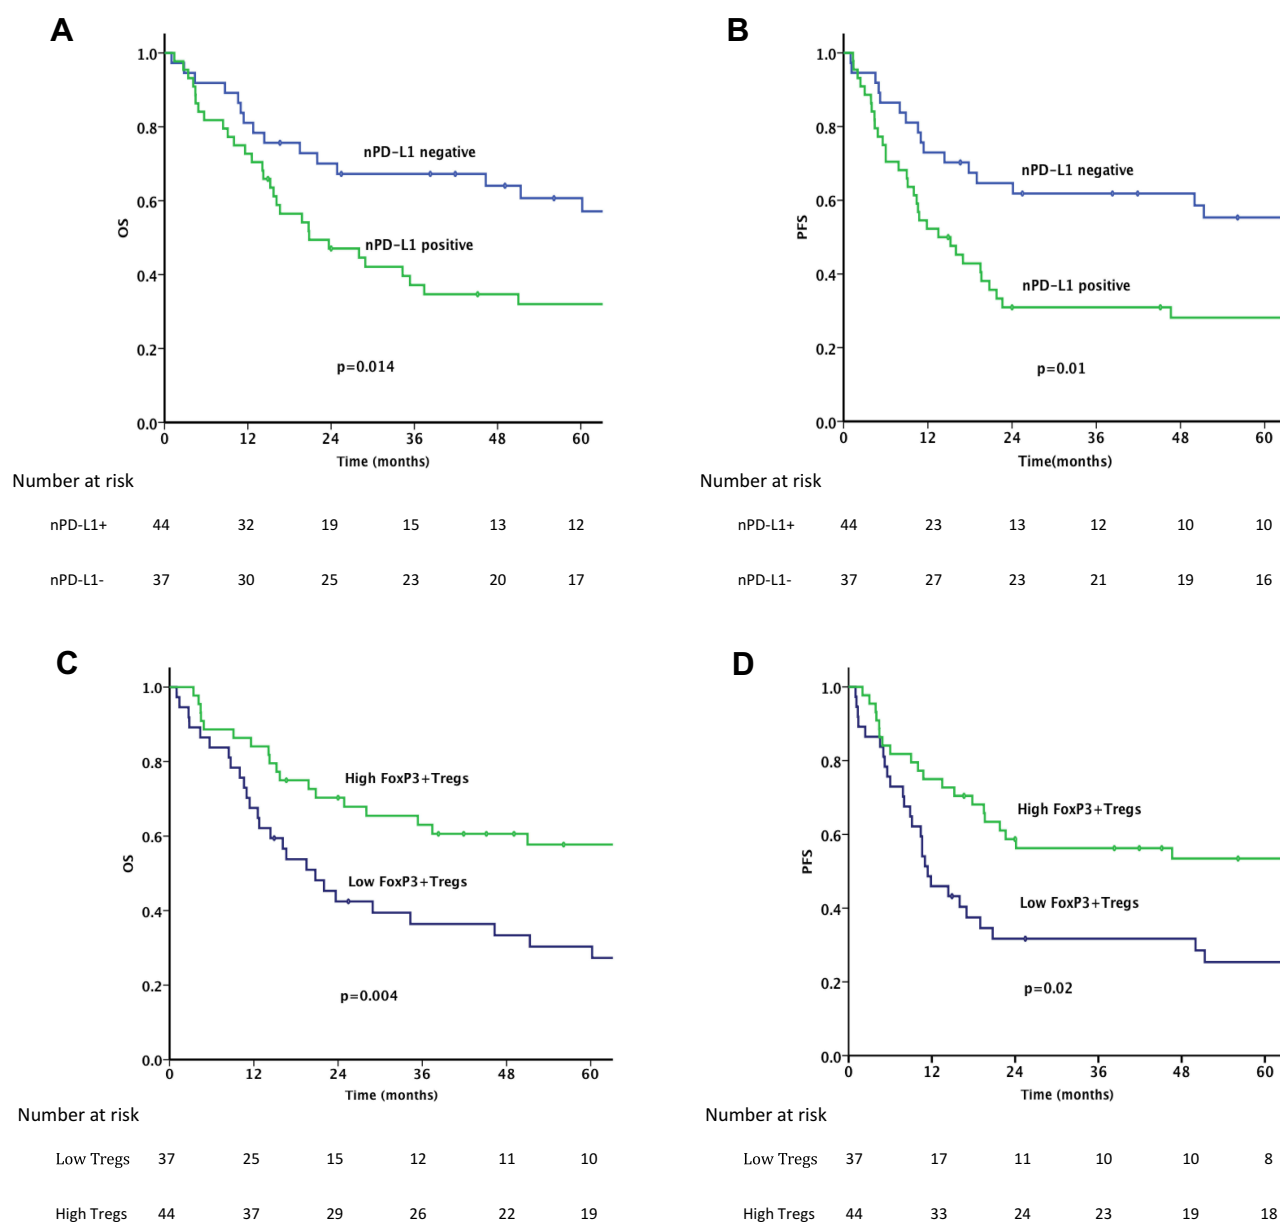 A
1.0
0.8
0.6
0.4
0.2
0.0
OS
nPD-L1 negative
nPD-L1 positive
p=0.014
0 12 24 36 48 60
Time (months)
Number at risk
nPD-L1+ 44 32 19 15 13 12
nPD-L1- 37 30 25 23 20 17
B
1.0
0.8
0.6
0.4
0.2
0.0
PFS
nPD-L1 negative
nPD-L1 positive
p=0.01
0 12 24 36 48 60
Time(months)
Number at risk
nPD-L1+ 44 23 13 12 10 10
nPD-L1- 37 27 23 21 19 16
C
1.0
0.8
0.6
0.4
0.2
0.0
OS
High FoxP3+Tregs
Low FoxP3+Tregs
p=0.004
0 12 24 36 48 60
Time (months)
Number at risk
Low Tregs 37 25 15 12 11 10
High Tregs 44 37 29 26 22 19
D
1.0
0.8
0.6
0.4
0.2
0.0
PFS
High FoxP3+Tregs
Low FoxP3+Tregs
p=0.02
0 12 24 36 48 60
Time (months)
Number at risk
Low Tregs 37 17 11 10 10 8
High Tregs 44 33 24 23 19 18